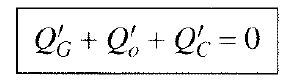 Q'_G + Q'_o + Q'_C = 0